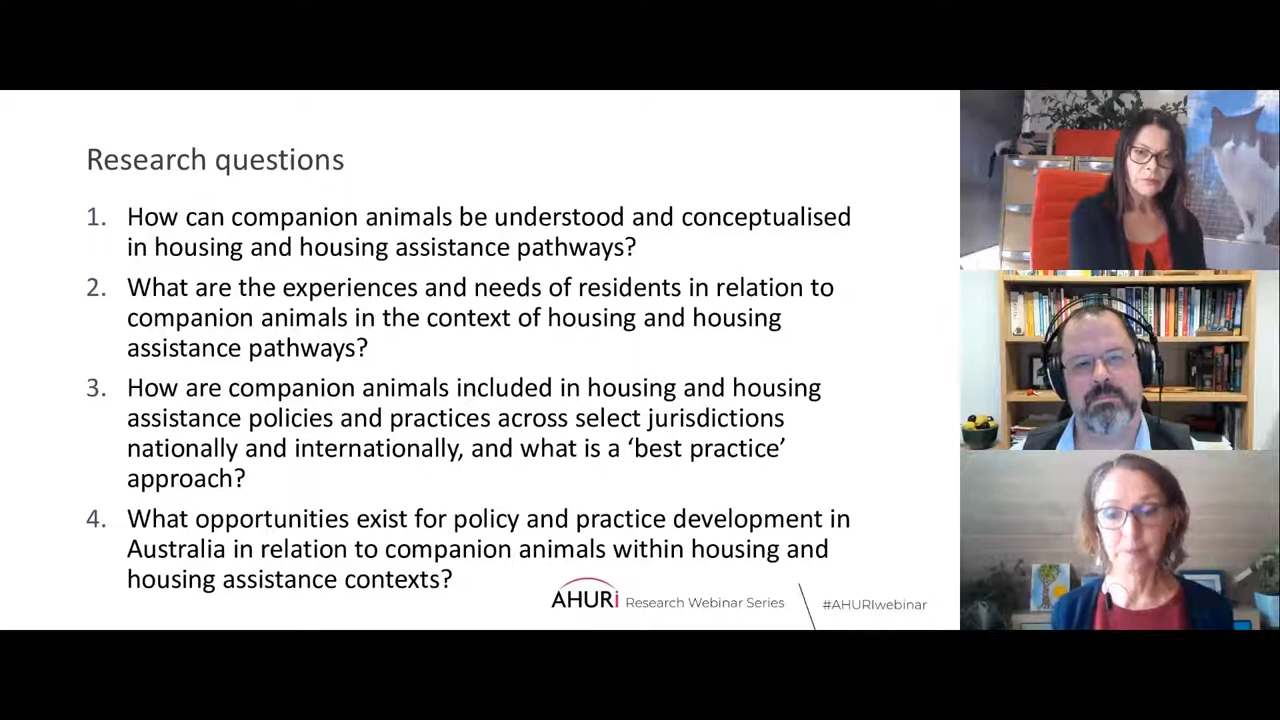 Research questions
1. How can companion animals be understood and conceptualised
in housing and housing assistance pathways?
2. What are the experiences and needs of residents in relation to
companion animals in the context of housing and housing
assistance pathways?
3. How are companion animals included in housing and housing
assistance policies and practices across select jurisdictions
nationally and internationally, and what is a ‘best practice’
approach?
4. What opportunities exist for policy and practice development in
Australia in relation to companion animals within housing and
housing assistance contexts?
AHURi Research Webinar Series #AHURIwebinar